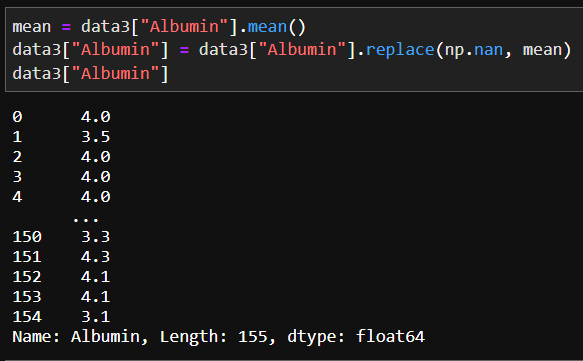 mean = data3["Albumin"].mean()
data3["Albumin"] = data3["Albumin"].replace(np.nan, mean)
data3["Albumin"]
0      4.0
1      3.5
2      4.0
3      4.0
4      4.0
      ...
150    3.3
151    4.3
152    4.1
153    4.1
154    3.1
Name: Albumin, Length: 155, dtype: float64